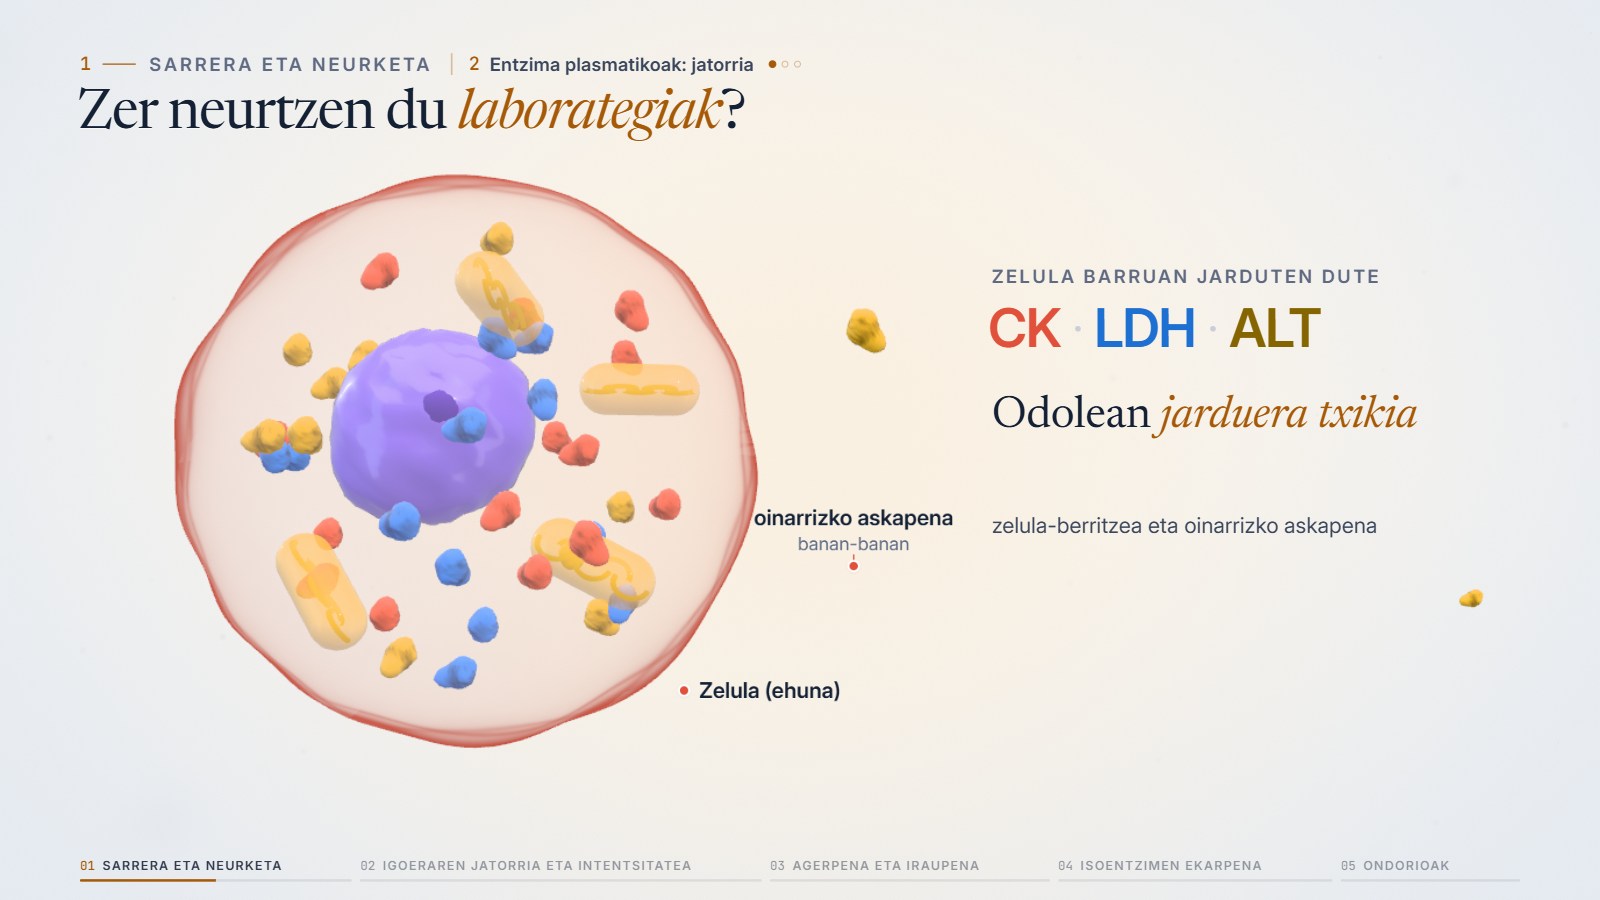 1 — SARRERA ETA NEURKETA | 2 Entzima plasmatikoak: jatorria
Zer neurtzen du laborategiak?
ZELULA BARRUAN JARDUTEN DUTE
CK · LDH · ALT
Odolean jarduera txikia
oinarrizko askapena
banan-banan
zelula-berritzea eta oinarrizko askapena
Zelula (ehuna)
01 SARRERA ETA NEURKETA
02 IGOERAREN JATORRIA ETA INTENTSITATEA
03 AGERPENA ETA IRAUPENA
04 ISOENTZIMEN EKARPENA
05 ONDORIOAK